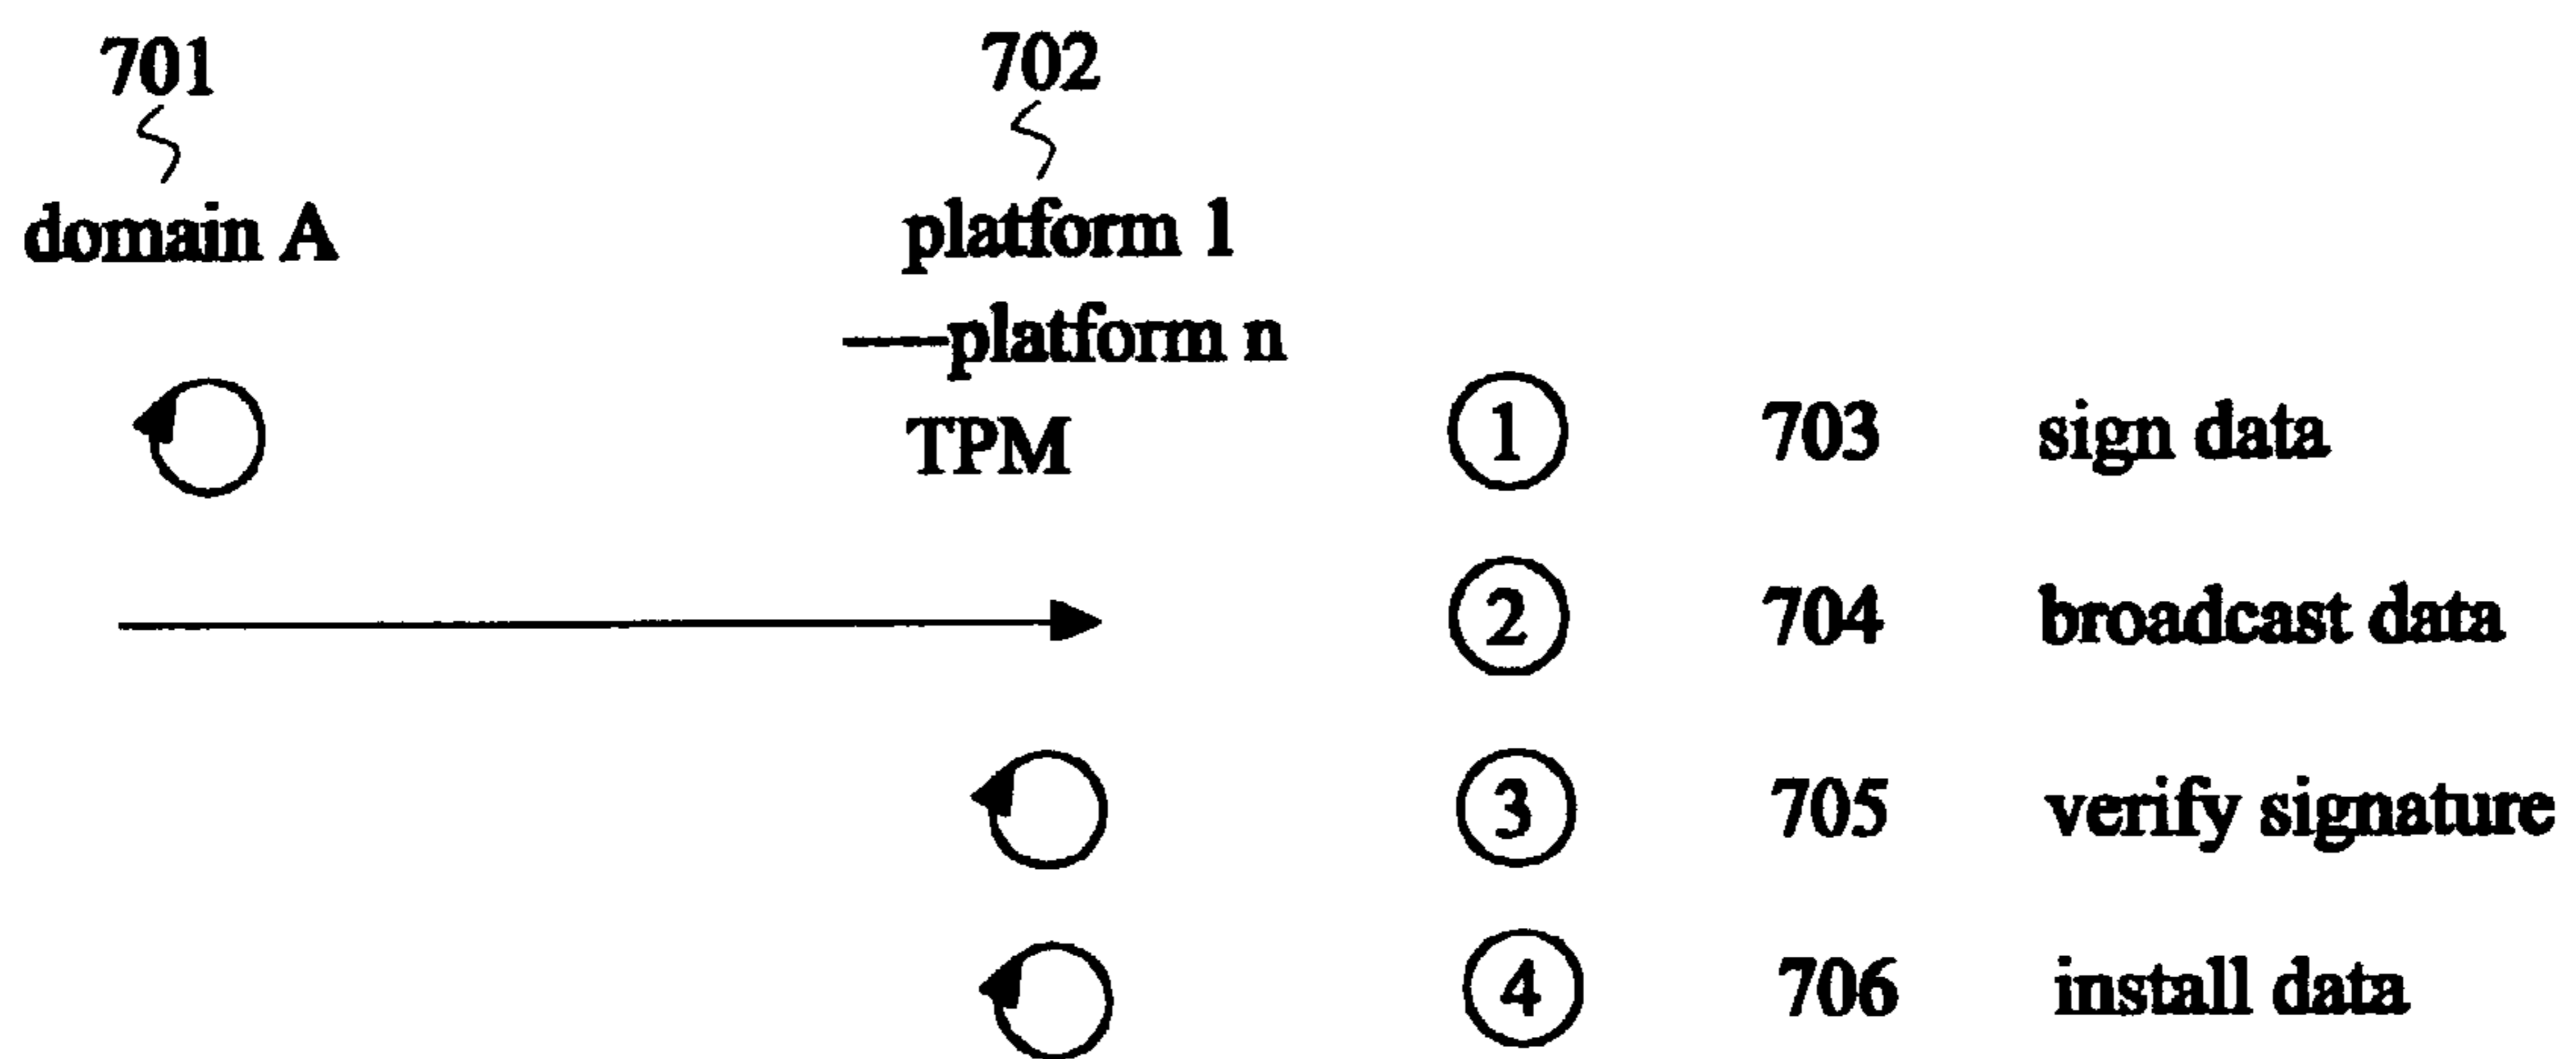 701 702
domain A platform 1
—platform n
TPM ① 703 sign data
② 704 broadcast data
③ 705 verify signature
④ 706 install data